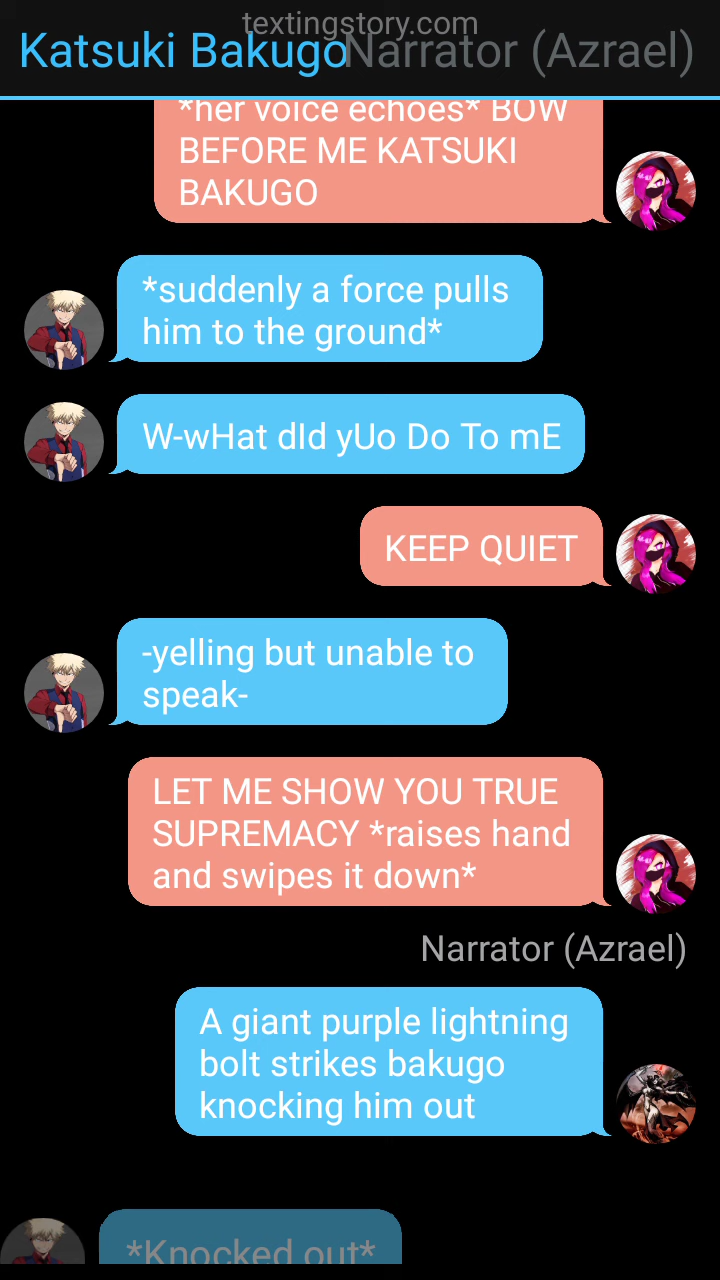 textingstory.com
Katsuki Bakugo
Narrator (Azrael)
*her voice echoes* BOW
BEFORE ME KATSUKI
BAKUGO
*suddenly a force pulls
him to the ground*
W-wHat dId yUo Do To mE
KEEP QUIET
-yelling but unable to
speak-
LET ME SHOW YOU TRUE
SUPREMACY *raises hand
and swipes it down*
Narrator (Azrael)
A giant purple lightning
bolt strikes bakugo
knocking him out
*Knocked out*